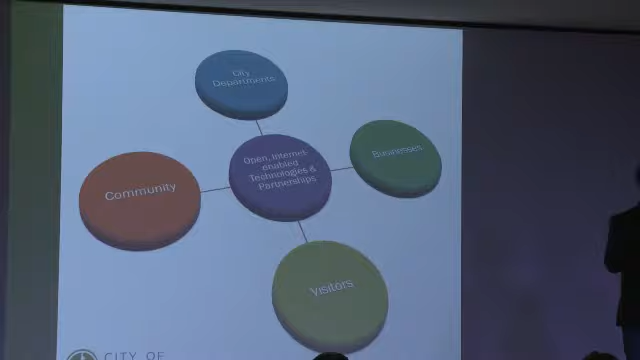 City
Departments
Open, Internet-
enabled
Technologies &
Partnerships
Businesses
Community
Visitors
CITY OF